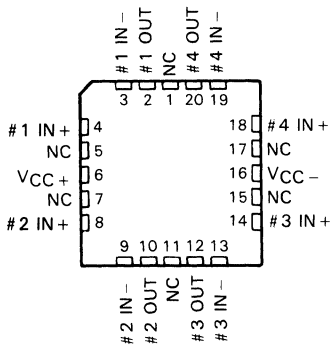 #1 IN-
#1 OUT
NC
#4 OUT
#4 IN-
3 2 1 20 19
#1 IN+ 4
NC 5
VCC+ 6
NC 7
#2 IN+ 8
18 #4 IN+
17 NC
16 VCC-
15 NC
14 #3 IN+
9 10 11 12 13
#2 IN-
#2 OUT
NC
#3 OUT
#3 IN-